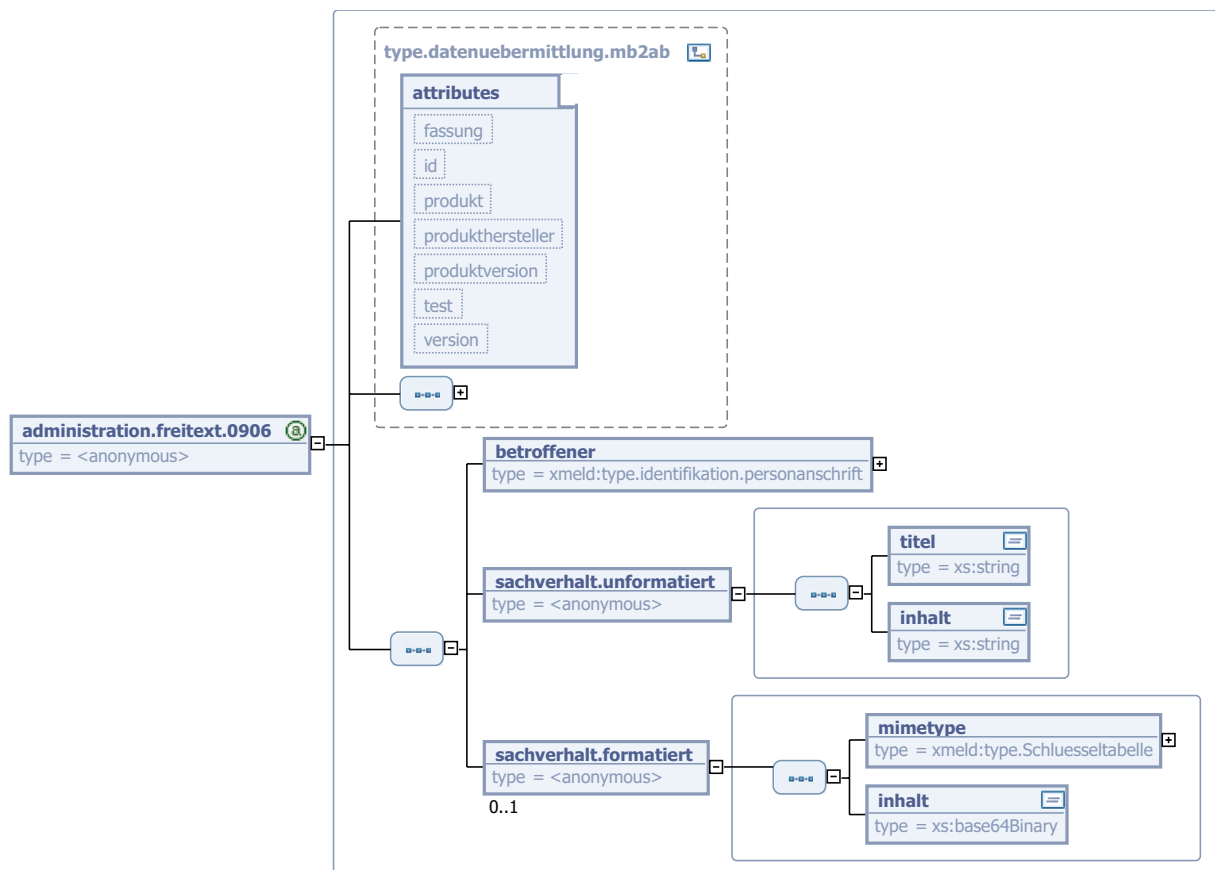 type.datenuebermittlung.mb2ab
attributes
fassung
id
produkt
produkthersteller
produktversion
test
version
administration.freitext.0906 a
type = <anonymous>
betroffener
type = xmeld:type.identifikation.personanschrift
sachverhalt.unformatiert
type = <anonymous>
titel
type = xs:string
inhalt
type = xs:string
sachverhalt.formatiert
type = <anonymous>
0..1
mimetype
type = xmeld:type.Schluesseltabelle
inhalt
type = xs:base64Binary